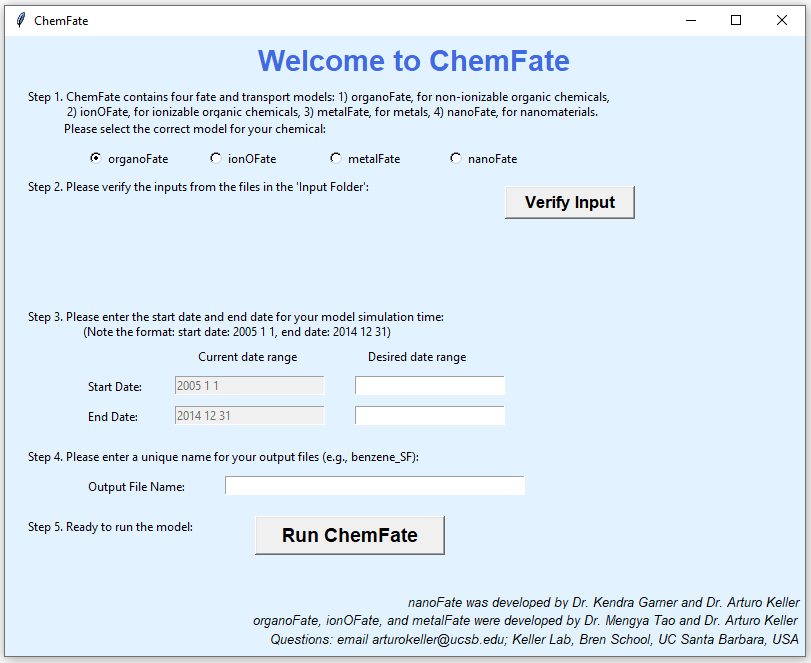 ChemFate
Welcome to ChemFate
Step 1. ChemFate contains four fate and transport models: 1) organoFate, for non-ionizable organic chemicals,
2) ionOFate, for ionizable organic chemicals, 3) metalFate, for metals, 4) nanoFate, for nanomaterials.
Please select the correct model for your chemical:
organoFate ionOFate metalFate nanoFate
Step 2. Please verify the inputs from the files in the 'Input Folder':
Verify Input
Step 3. Please enter the start date and end date for your model simulation time:
(Note the format: start date: 2005 1 1, end date: 2014 12 31)
Current date range Desired date range
Start Date: 2005 1 1
End Date: 2014 12 31
Step 4. Please enter a unique name for your output files (e.g., benzene_SF):
Output File Name:
Step 5. Ready to run the model:
Run ChemFate
nanoFate was developed by Dr. Kendra Garner and Dr. Arturo Keller
organoFate, ionOFate, and metalFate were developed by Dr. Mengya Tao and Dr. Arturo Keller
Questions: email arturokeller@ucsb.edu; Keller Lab, Bren School, UC Santa Barbara, USA